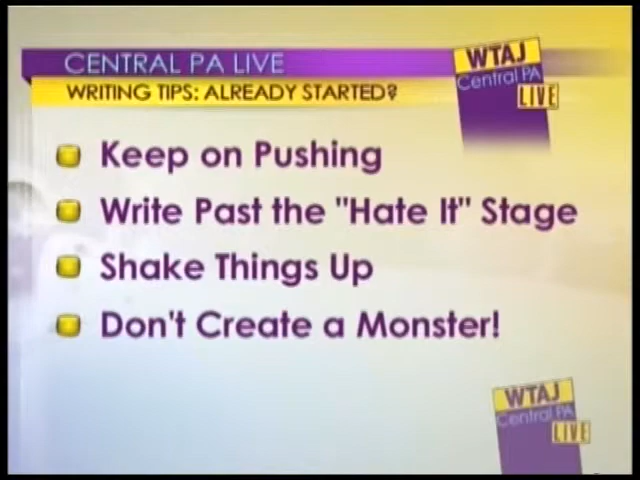 CENTRAL PA LIVE
WRITING TIPS: ALREADY STARTED?
WTAJ
Central PA
LIVE
Keep on Pushing
Write Past the "Hate It" Stage
Shake Things Up
Don't Create a Monster!
WTAJ
Central PA
LIVE